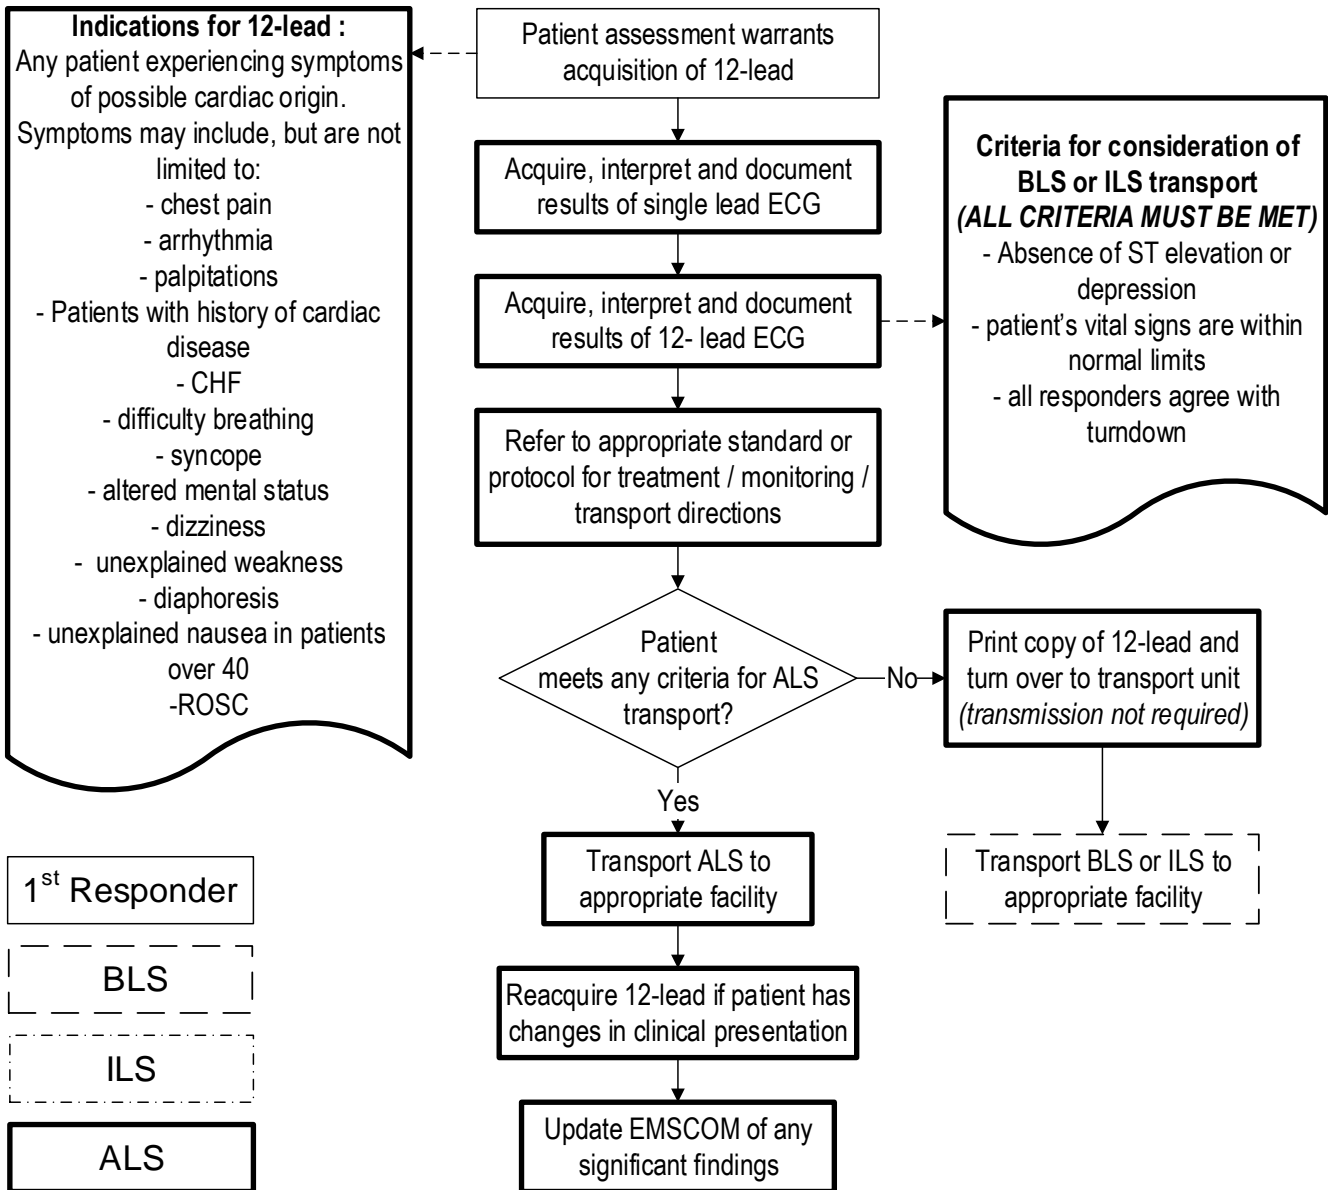 Indications for 12-lead :
Any patient experiencing symptoms
of possible cardiac origin.
Symptoms may include, but are not
limited to:
- chest pain
- arrhythmia
- palpitations
- Patients with history of cardiac
disease
- CHF
- difficulty breathing
- syncope
- altered mental status
- dizziness
- unexplained weakness
- diaphoresis
- unexplained nausea in patients
over 40
-ROSC
Patient assessment warrants
acquisition of 12-lead
Acquire, interpret and document
results of single lead ECG
Acquire, interpret and document
results of 12- lead ECG
Criteria for consideration of
BLS or ILS transport
(ALL CRITERIA MUST BE MET)
- Absence of ST elevation or
depression
- patient's vital signs are within
normal limits
- all responders agree with
turndown
Refer to appropriate standard or
protocol for treatment / monitoring /
transport directions
Patient
meets any criteria for ALS
transport?
No
Print copy of 12-lead and
turn over to transport unit
(transmission not required)
Yes
Transport ALS to
appropriate facility
Transport BLS or ILS to
appropriate facility
Reacquire 12-lead if patient has
changes in clinical presentation
Update EMSCOM of any
significant findings
1st Responder
BLS
ILS
ALS